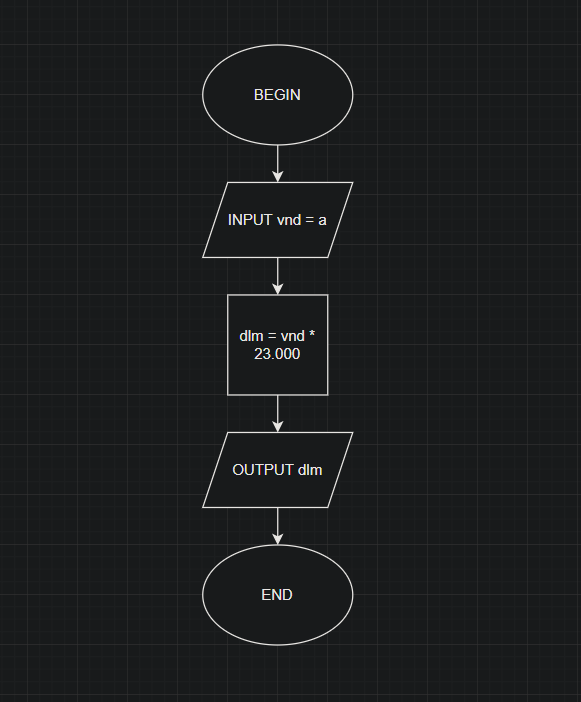 BEGIN
INPUT vnd = a
dlm = vnd *
23.000
OUTPUT dlm
END